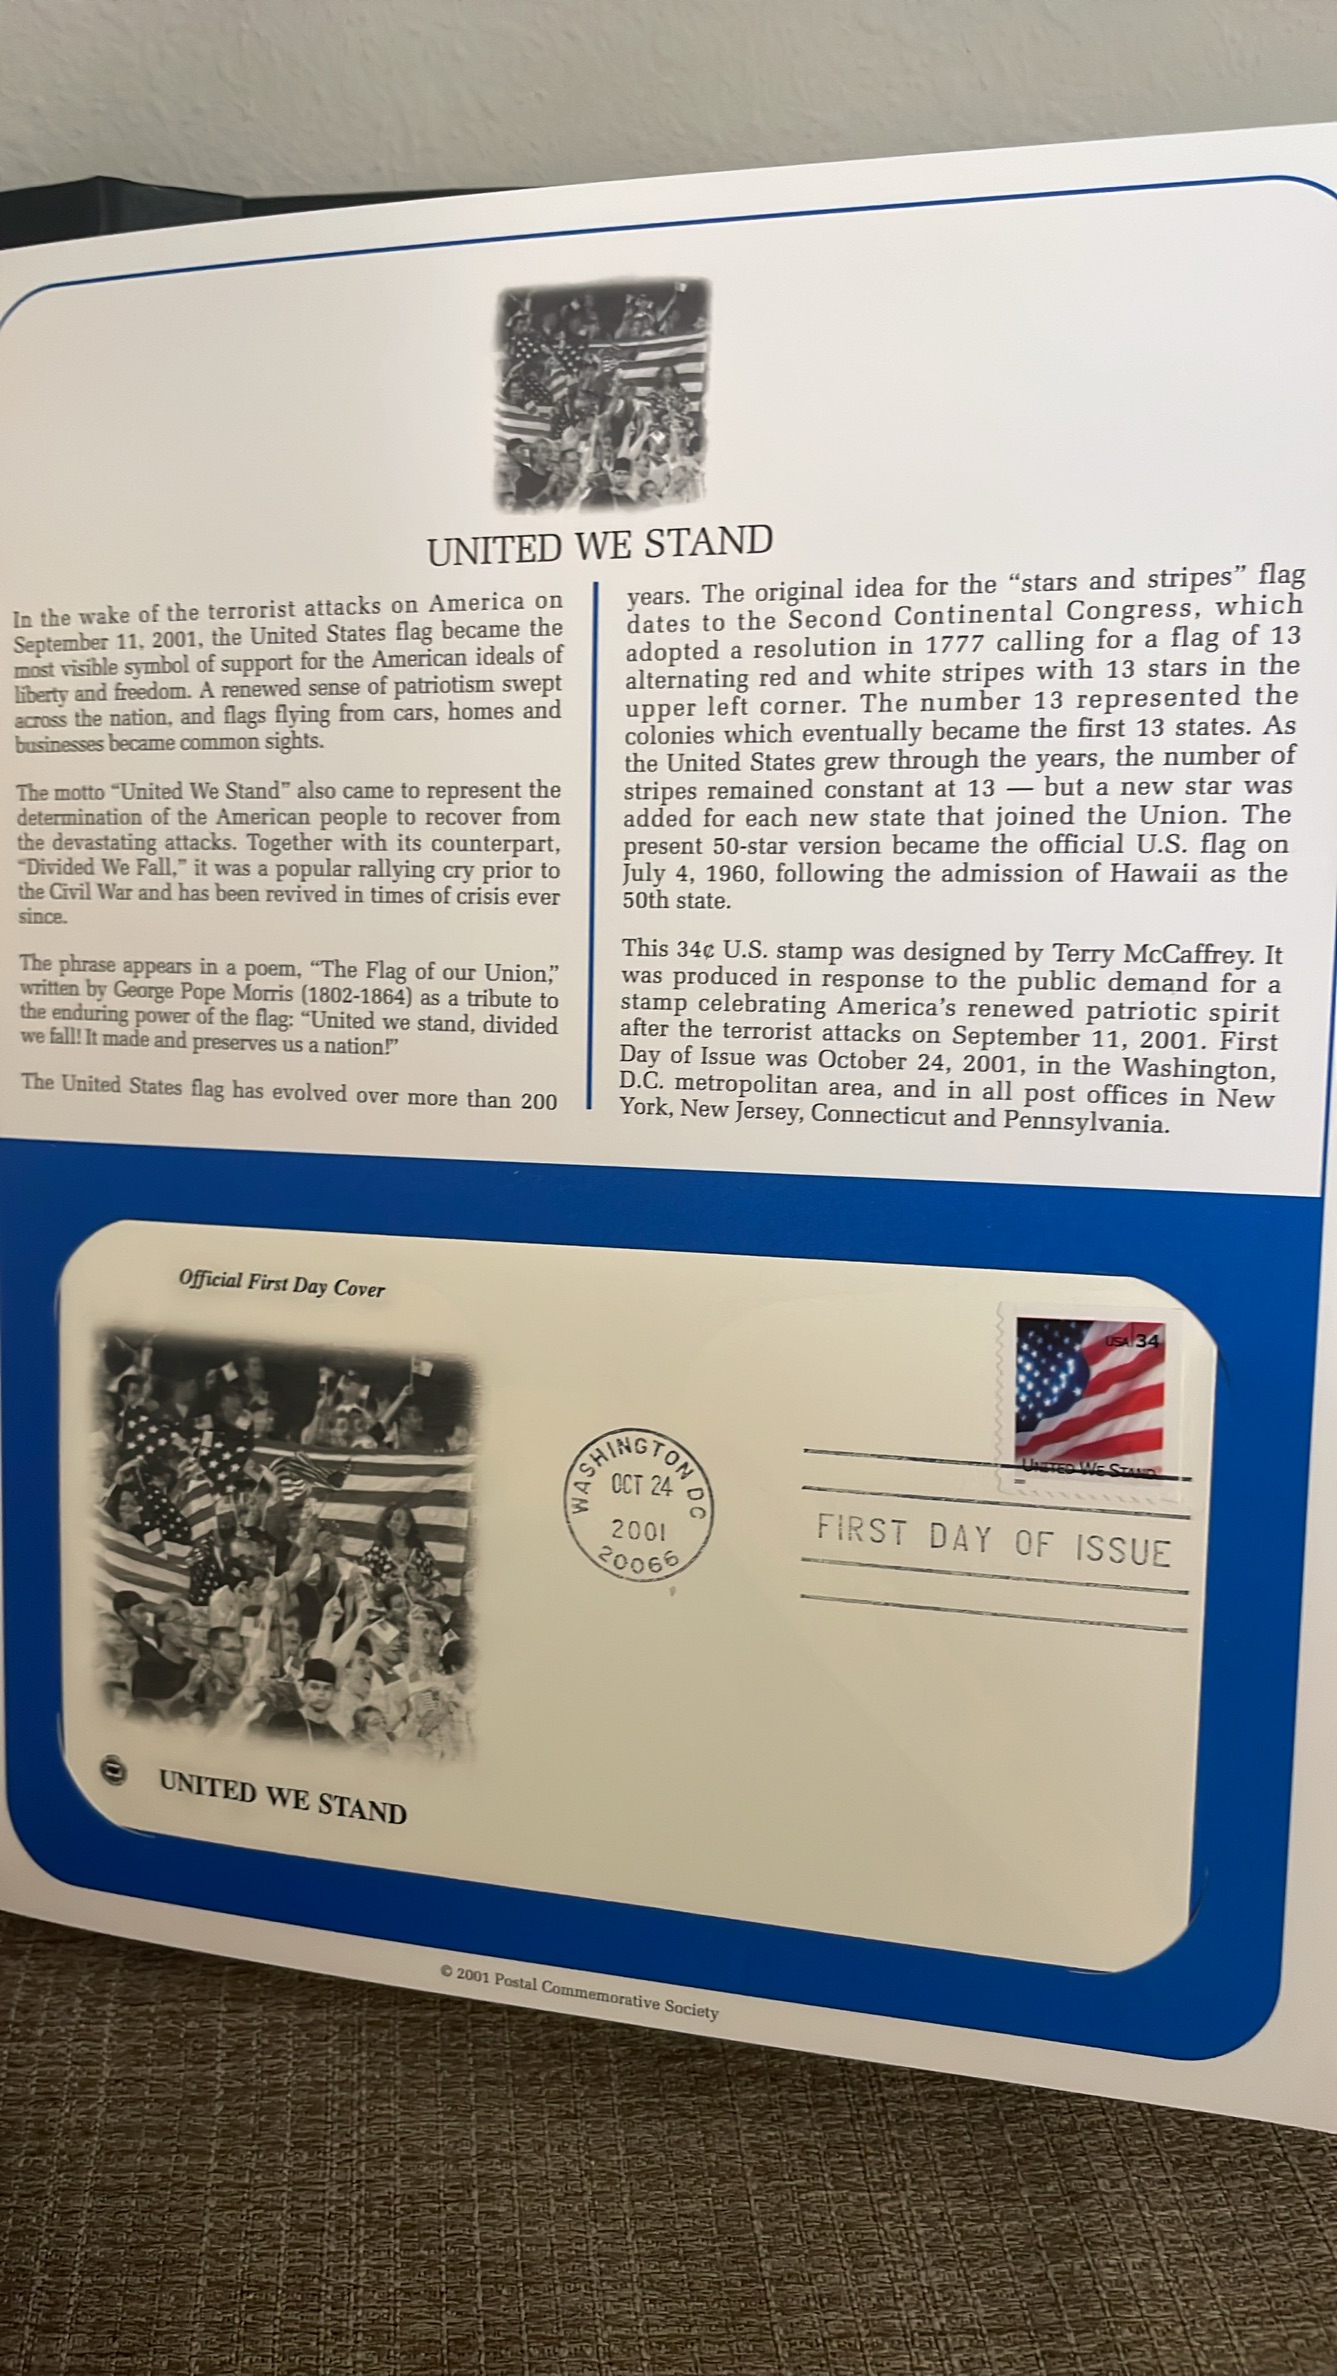 UNITED WE STAND
In the wake of the terrorist attacks on America on
September 11, 2001, the United States flag became the
most visible symbol of support for the American ideals of
liberty and freedom. A renewed sense of patriotism swept
across the nation, and flags flying from cars, homes and
businesses became common sights.
The motto “United We Stand” also came to represent the
determination of the American people to recover from
the devastating attacks. Together with its counterpart,
“Divided We Fall,” it was a popular rallying cry prior to
the Civil War and has been revived in times of crisis ever
since.
The phrase appears in a poem, “The Flag of our Union,”
written by George Pope Morris (1802-1864) as a tribute to
the enduring power of the flag: “United we stand, divided
we fall! It made and preserves us a nation!”
The United States flag has evolved over more than 200
years. The original idea for the “stars and stripes” flag
dates to the Second Continental Congress, which
adopted a resolution in 1777 calling for a flag of 13
alternating red and white stripes with 13 stars in the
upper left corner. The number 13 represented the
colonies which eventually became the first 13 states. As
the United States grew through the years, the number of
stripes remained constant at 13 — but a new star was
added for each new state that joined the Union. The
present 50-star version became the official U.S. flag on
July 4, 1960, following the admission of Hawaii as the
50th state.
This 34¢ U.S. stamp was designed by Terry McCaffrey. It
was produced in response to the public demand for a
stamp celebrating America’s renewed patriotic spirit
after the terrorist attacks on September 11, 2001. First
Day of Issue was October 24, 2001, in the Washington,
D.C. metropolitan area, and in all post offices in New
York, New Jersey, Connecticut and Pennsylvania.
Official First Day Cover
USA 34
UNITED WE STAND
WASHINGTON DC
OCT 24
2001
20066
FIRST DAY OF ISSUE
UNITED WE STAND
© 2001 Postal Commemorative Society